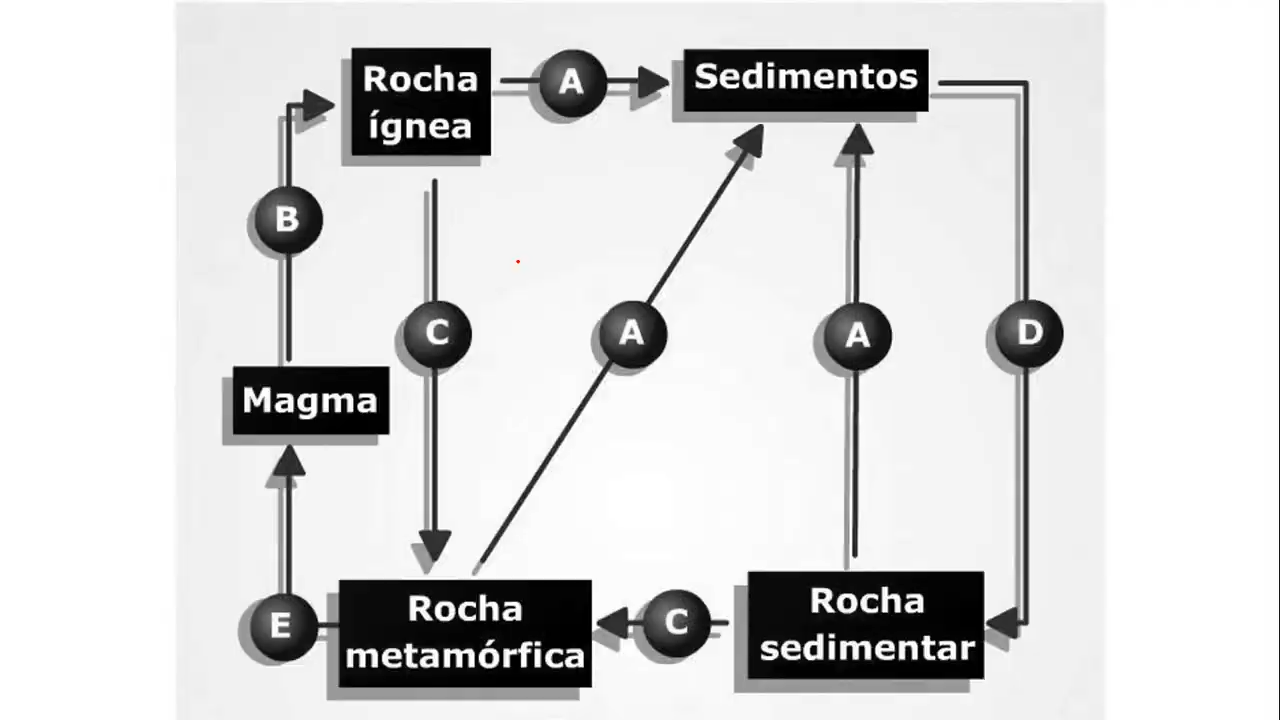 Rocha
ígnea
A
Sedimentos
B
C
A
A
D
Magma
E
Rocha
metamórfica
C
Rocha
sedimentar